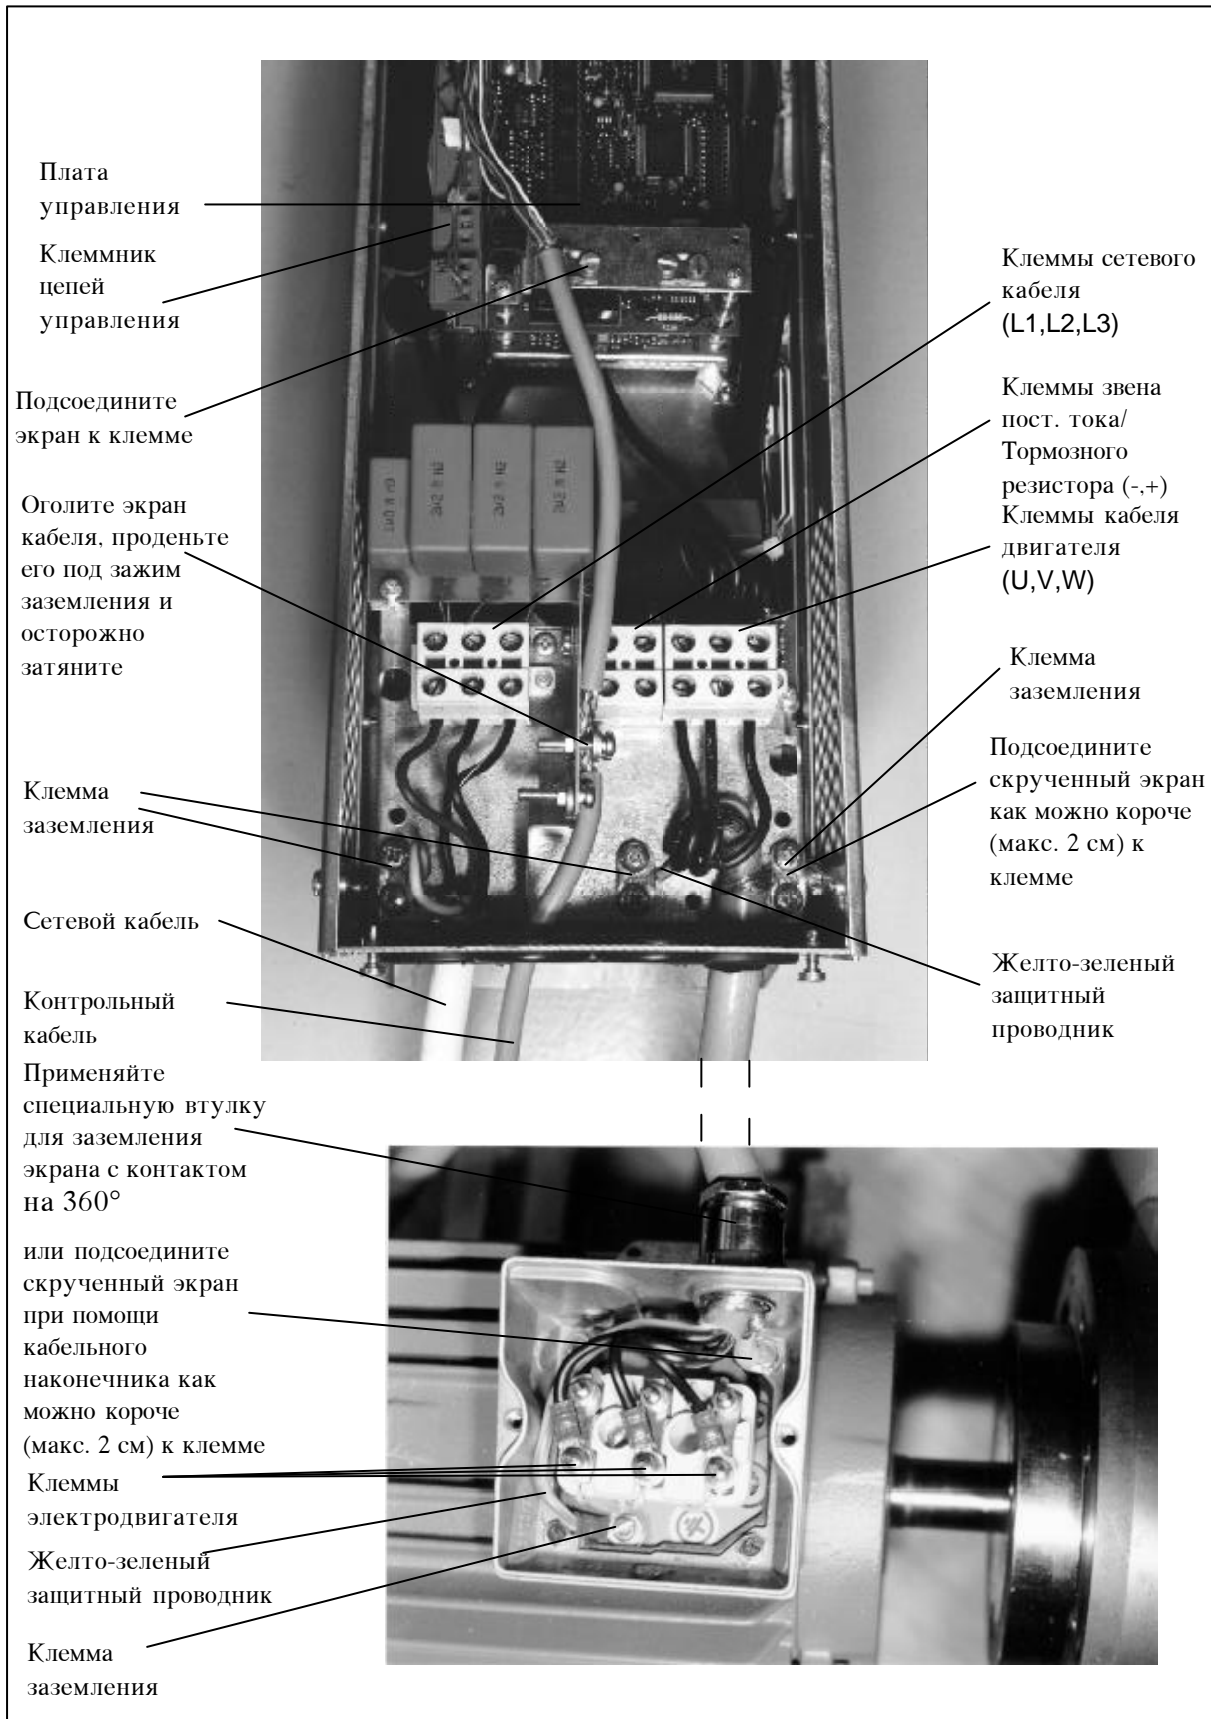 Плата
управления
Клеммник
цепей
управления
Подсоедините
экран к клемме
Оголите экран
кабеля, проденьте
его под зажим
заземления и
осторожно
затяните
Клемма
заземления
Сетевой кабель
Контрольный
кабель
Применяйте
специальную втулку
для заземления
экрана с контактом
на 360°
или подсоедините
скрученный экран
при помощи
кабельного
наконечника как
можно короче
(макс. 2 см) к клемме
Клеммы
электродвигателя
Желто-зеленый
защитный проводник
Клемма
заземления
Клеммы сетевого
кабеля
(L1,L2,L3)
Клеммы звена
пост. тока/
Тормозного
резистора (-,+)
Клеммы кабеля
двигателя
(U,V,W)
Клемма
заземления
Подсоедините
скрученный экран
как можно короче
(макс. 2 см) к
клемме
Желто-зеленый
защитный
проводник